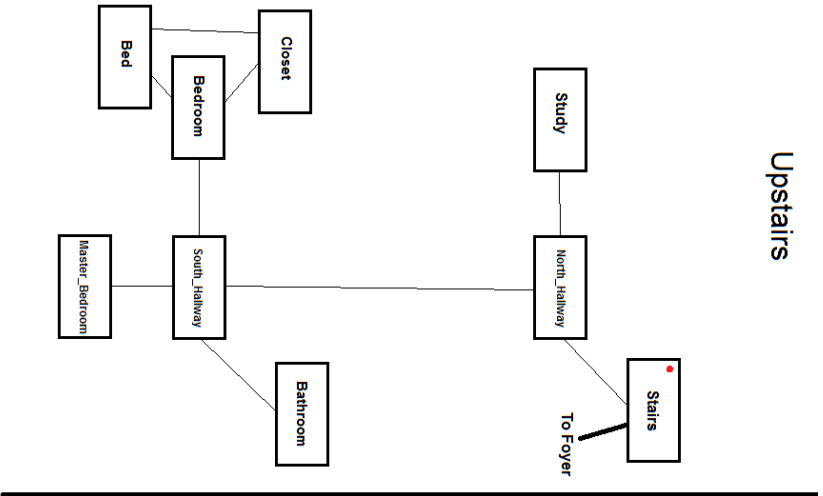 Upstairs
Stairs
To Foyer
Study
North_Hallway
Closet
Bathroom
Bedroom
South_Hallway
Bed
Master_Bedroom